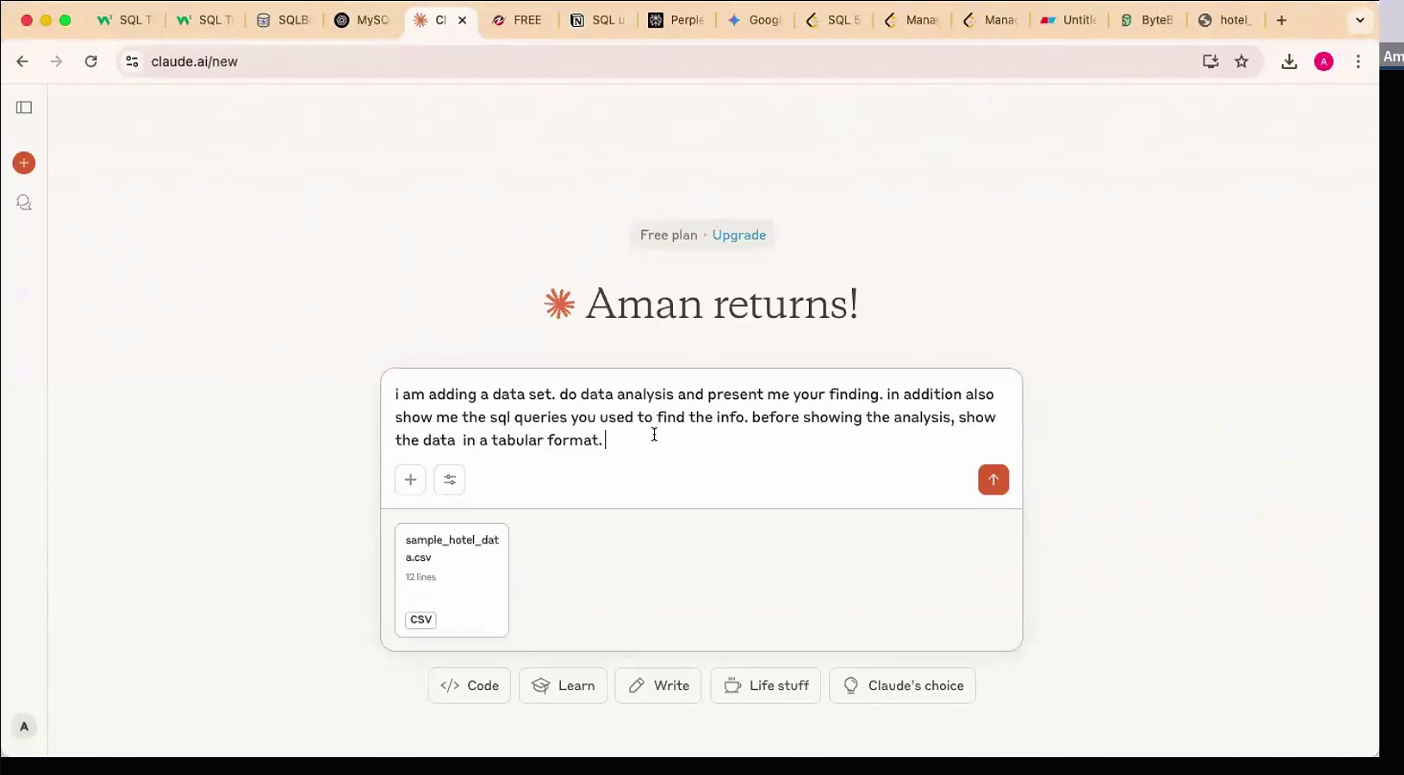 SQL T
SQL T
SQLB
MySQ
Cl
FREE
SQL u
Perple
Googl
SQL 5
Mana
Mana
Untitl
ByteB
hotel_
claude.ai/new
A
Am
Free plan · Upgrade
Aman returns!
i am adding a data set. do data analysis and present me your finding. in addition also
show me the sql queries you used to find the info. before showing the analysis, show
the data  in a tabular format.
sample_hotel_dat
a.csv
12 lines
CSV
Code
Learn
Write
Life stuff
Claude's choice
A